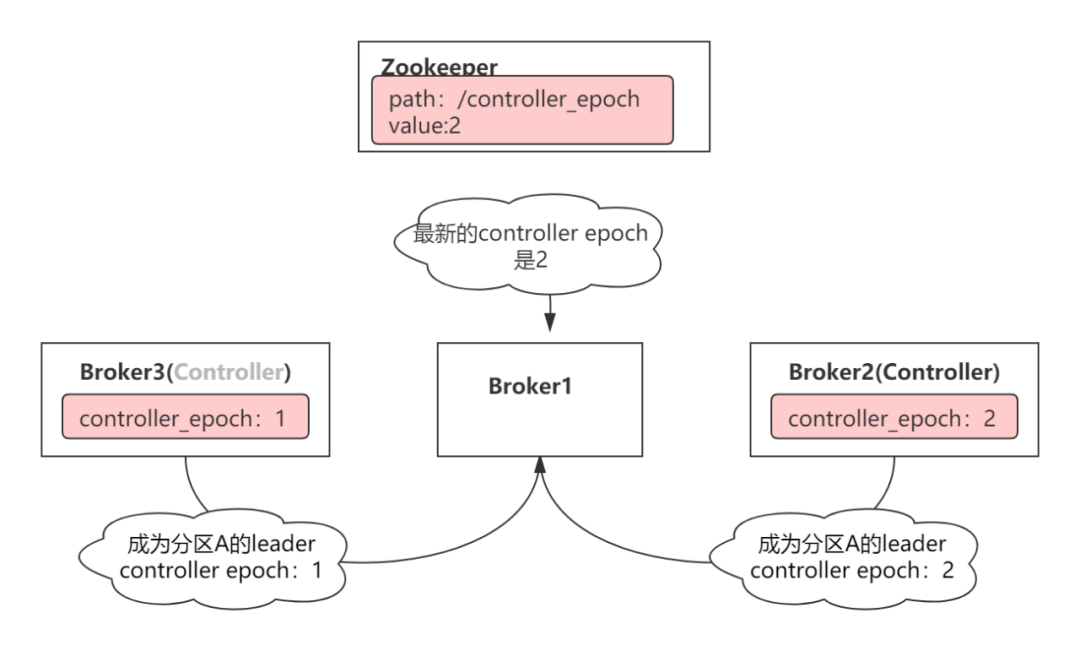 Zookeeper
path：/controller_epoch
value:2
最新的controller epoch
是2
Broker3(Controller)
controller_epoch：1
Broker1
Broker2(Controller)
controller_epoch：2
成为分区A的leader
controller epoch：1
成为分区A的leader
controller epoch：2